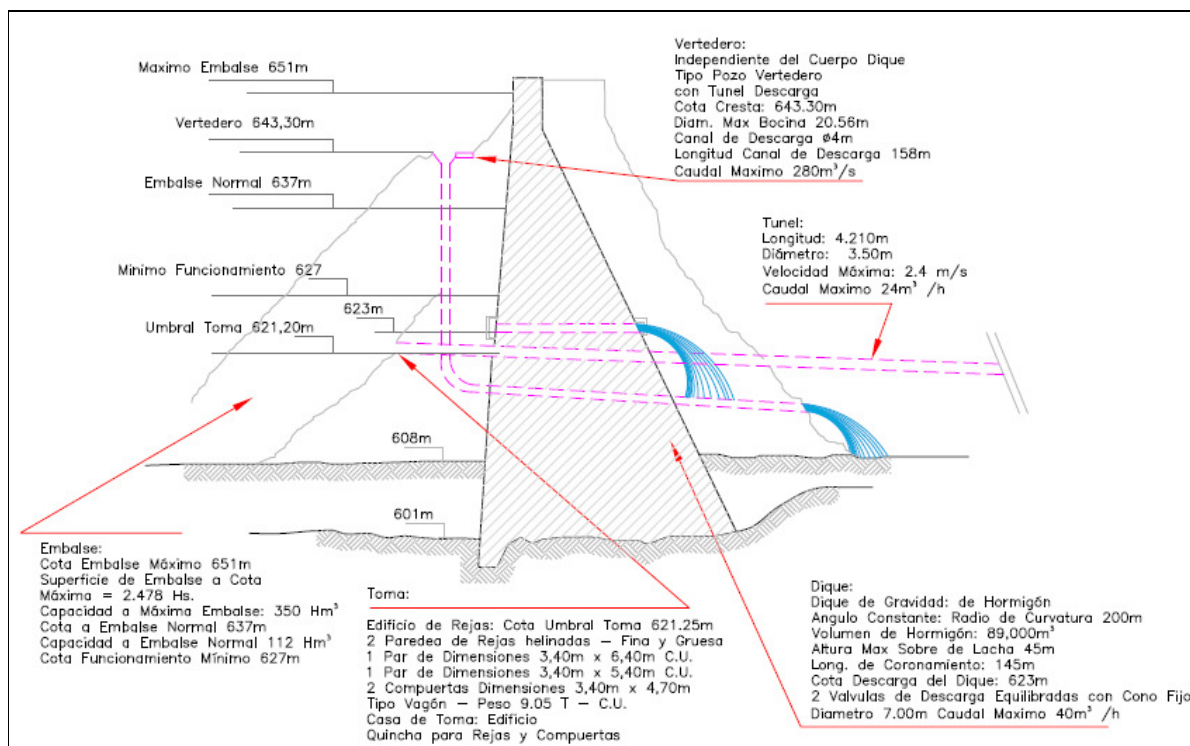 Maximo Embalse 651m
Vertedero 643,30m
Embalse Normal 637m
Minimo Funcionamiento 627
623m
Umbral Toma 621,20m
608m
601m
Vertedero:
Independiente del Cuerpo Dique
Tipo Pozo Vertedero
con Tunel Descarga
Cota Cresta: 643.30m
Diam. Max Bocina 20.56m
Canal de Descarga ø4m
Longitud Canal de Descarga 158m
Caudal Maximo 280m³/s
Tunel:
Longitud: 4.210m
Diámetro: 3.50m
Velocidad Máxima: 2.4 m/s
Caudal Maximo 24m³ /h
Embalse:
Cota Embalse Máximo 651m
Superficie de Embalse a Cota
Máxima = 2.478 Hs.
Capacidad a Máxima Embalse: 350 Hm³
Cota a Embalse Normal 637m
Capacidad a Embalse Normal 112 Hm³
Cota Funcionamiento Mínimo 627m
Toma:
Edificio de Rejas: Cota Umbral Toma 621.25m
2 Paredea de Rejas helinadas – Fina y Gruesa
1 Par de Dimensiones 3,40m x 6,40m C.U.
1 Par de Dimensiones 3,40m x 5,40m C.U.
2 Compuertas Dimensiones 3,40m x 4,70m
Tipo Vagón – Peso 9.05 T – C.U.
Casa de Toma: Edificio
Quincha para Rejas y Compuertas
Dique:
Dique de Gravidad: de Hormigón
Angulo Constante: Radio de Curvatura 200m
Volumen de Hormigón: 89,000m³
Altura Max Sobre de Lacha 45m
Long. de Coronamiento: 145m
Cota Descarga del Dique: 623m
2 Valvulas de Descarga Equilibradas con Cono Fijo
Diametro 7.00m Caudal Maximo 40m³ /h